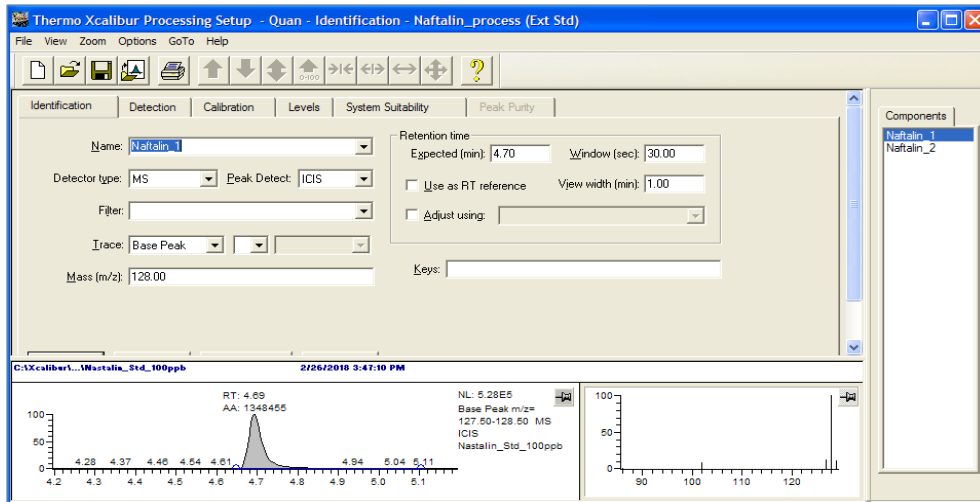 Thermo Xcalibur Processing Setup - Quan - Identification - Naftalin_process (Ext Std)
File View Zoom Options GoTo Help
0-100
Identification Detection Calibration Levels System Suitability Peak Purity
Name: Naftalin_1
Detector type: MS Peak Detect: ICIS
Filter:
Trace: Base Peak
Mass (m/z): 128.00
Retention time
Expected (min): 4.70 Window (sec): 30.00
Use as RT reference View width (min): 1.00
Adjust using:
Keys:
Components
Naftalin_1
Naftalin_2
C:\Xcalibur\...\Nastalin_Std_100ppb 2/26/2018 3:47:10 PM
RT: 4.69
AA: 1348455
100
50
0
4.28 4.37 4.46 4.54 4.61 4.94 5.04 5.11
4.2 4.3 4.4 4.5 4.6 4.7 4.8 4.9 5.0 5.1
NL: 5.28E5
Base Peak m/z=
127.50-128.50 MS
ICIS
Nastalin_Std_100ppb
100
50
0
90 100 110 120